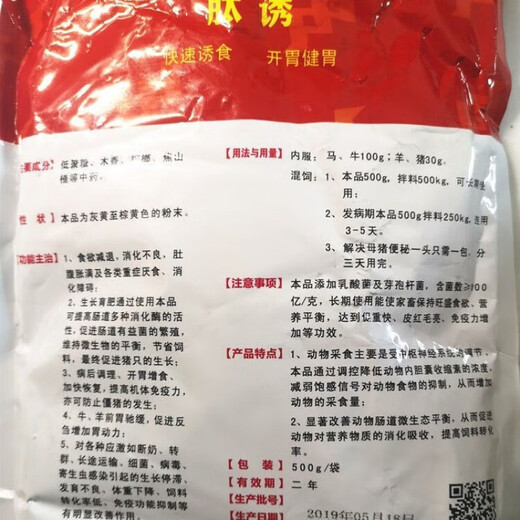 肽诱
快速诱食 开胃健胃
主要成分】低聚肽、木香、槟榔、焦山
楂等中药。
性 状】本品为灰黄至棕黄色的粉末。
功能主治】1、食欲减退，消化不良，肚
腹胀满及各类重症厌食、消
化障碍；
2、生长育肥通过使用本品
可提高肠道多种消化酶的活
性，促进肠道有益菌的繁殖，
维持微生物的平衡，节省饲
料，最终促进猪只的生长；
3、病后调理、开胃增食、
加快恢复，提高机体免疫力，
亦可防止僵猪的发生；
4、牛、羊前胃驰缓，促进反
刍增加胃动力；
5、对各种应激如断奶、转
群、长途运输、细菌、病毒、
寄生虫感染引起的生长停滞、
发育不良、体重下降、饲料
转化率低、免疫功能抑制等
有明显改善作用。
【用法与用量】内服：马、牛100g；羊、猪30g。
混饲：1、本品500g，拌料500kg，可长期使
用；
2、发病期本品500g拌料250kg，连用
3-5天。
3、解决母猪便秘一头只需一包，分
三天用完。
【注意事项】本品添加乳酸菌及芽孢杆菌，含菌数≥100
亿/克，长期使用能使家畜保持旺盛食欲、营
养平衡，达到促重快、皮红毛亮、免疫力增
加等功效。
【产品特点】1、动物采食主要是受中枢神经系统的调节，
本品通过调控降低动物内胆囊收缩素的浓度，
减弱饱感信号对动物食物的抑制，从而增加
动物的采食量；
2、显著改善动物肠道微生态平衡，从而促进
动物对营养物质的消化吸收，提高饲料转化
率。
【包 装】500g/袋
【有效期】二年
【生产批号】
【生产日期】2019年05月18日